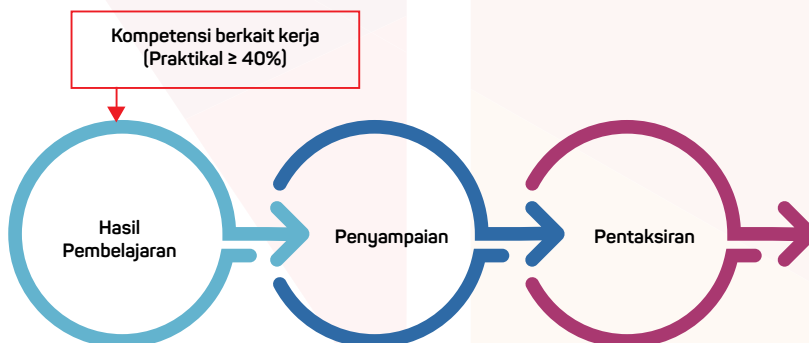 Kompetensi berkait kerja
(Praktikal ≥ 40%)
Hasil
Pembelajaran
Penyampaian
Pentaksiran